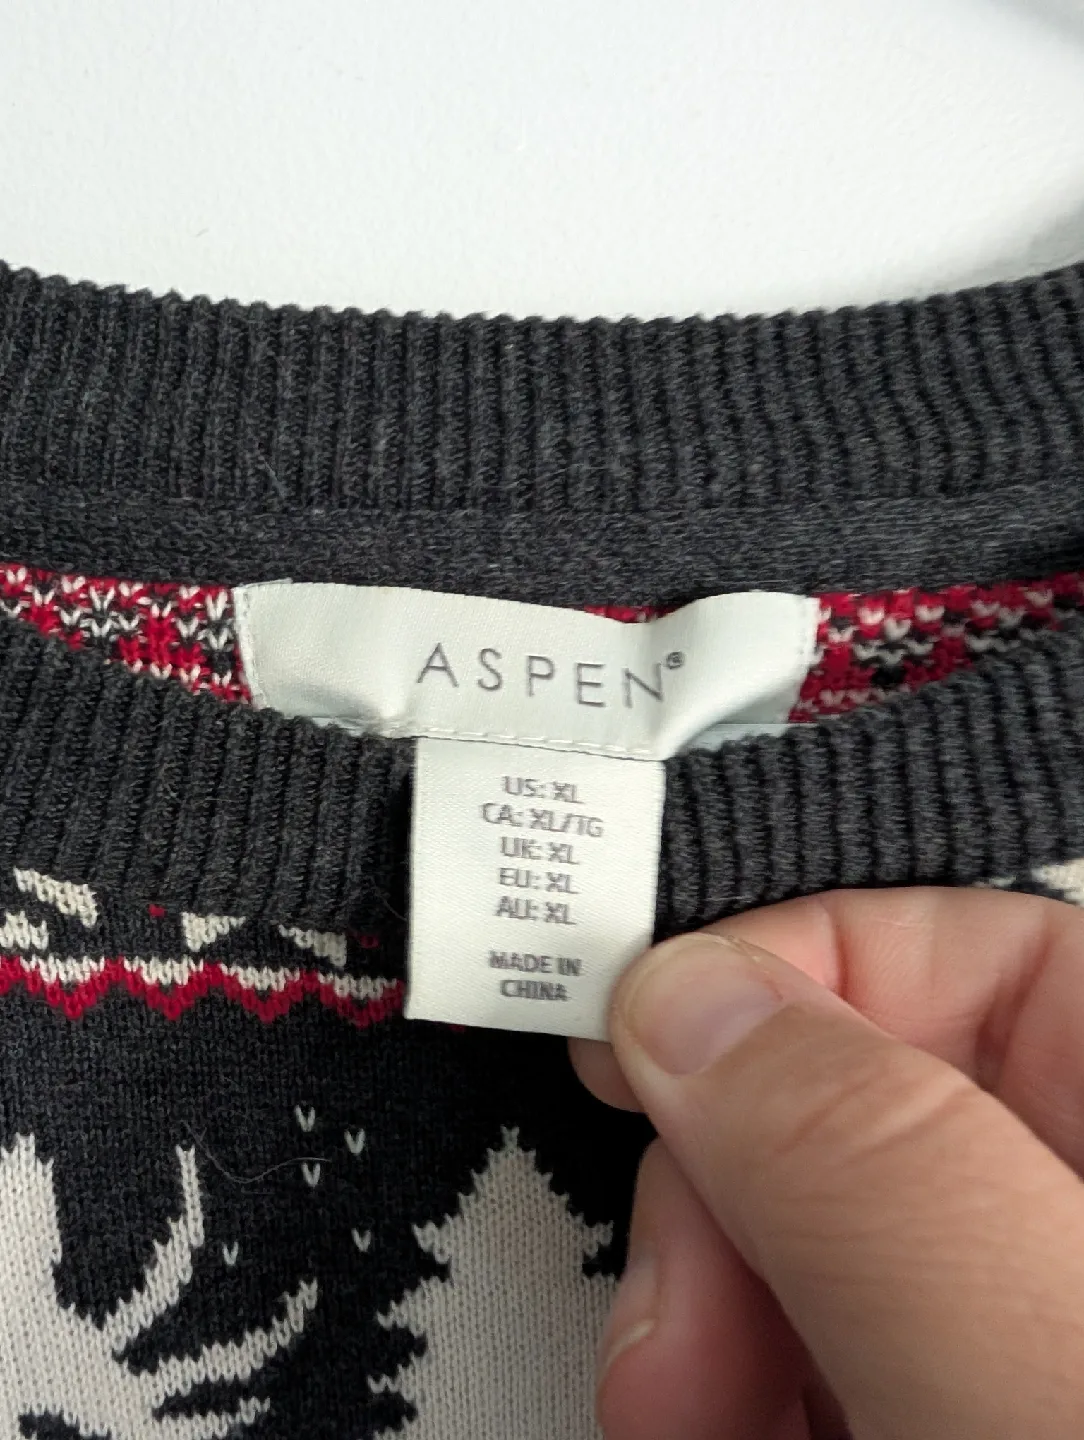 ASPEN®
US: XL
CA: XL/TG
UK: XL
EU: XL
AU: XL
MADE IN
CHINA